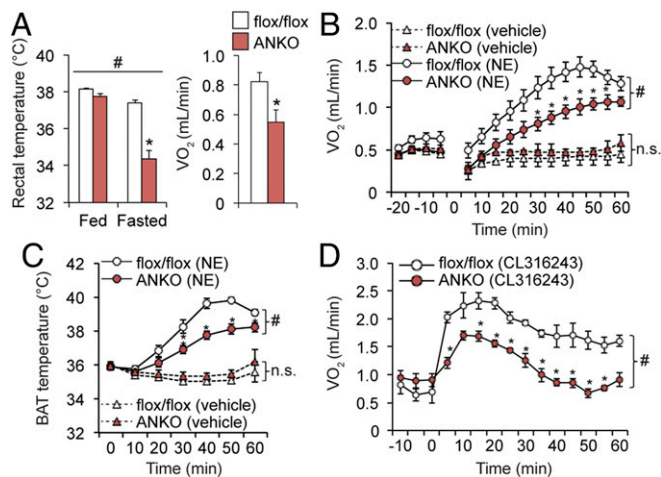 A
flox/flox
ANKO
Rectal temperature (°C)
40
38
36
34
32
#
*
Fed Fasted
VO2 (mL/min)
1.0
0.8
0.6
0.4
0.2
0
*
B
flox/flox (vehicle)
ANKO (vehicle)
flox/flox (NE)
ANKO (NE)
VO2 (mL/min)
2.0
1.5
1.0
0.5
0
* * * * * * *
#
n.s.
-20 -10 0 10 20 30 40 50 60
Time (min)
C
flox/flox (NE)
ANKO (NE)
BAT temperature (°C)
42
40
38
36
34
32
* * * * *
#
n.s.
flox/flox (vehicle)
ANKO (vehicle)
0 10 20 30 40 50 60
Time (min)
D
flox/flox (CL316243)
ANKO (CL316243)
VO2 (mL/min)
3.0
2.5
2.0
1.5
1.0
0.5
0
* * * * * * * * * *
#
-10 0 10 20 30 40 50 60
Time (min)